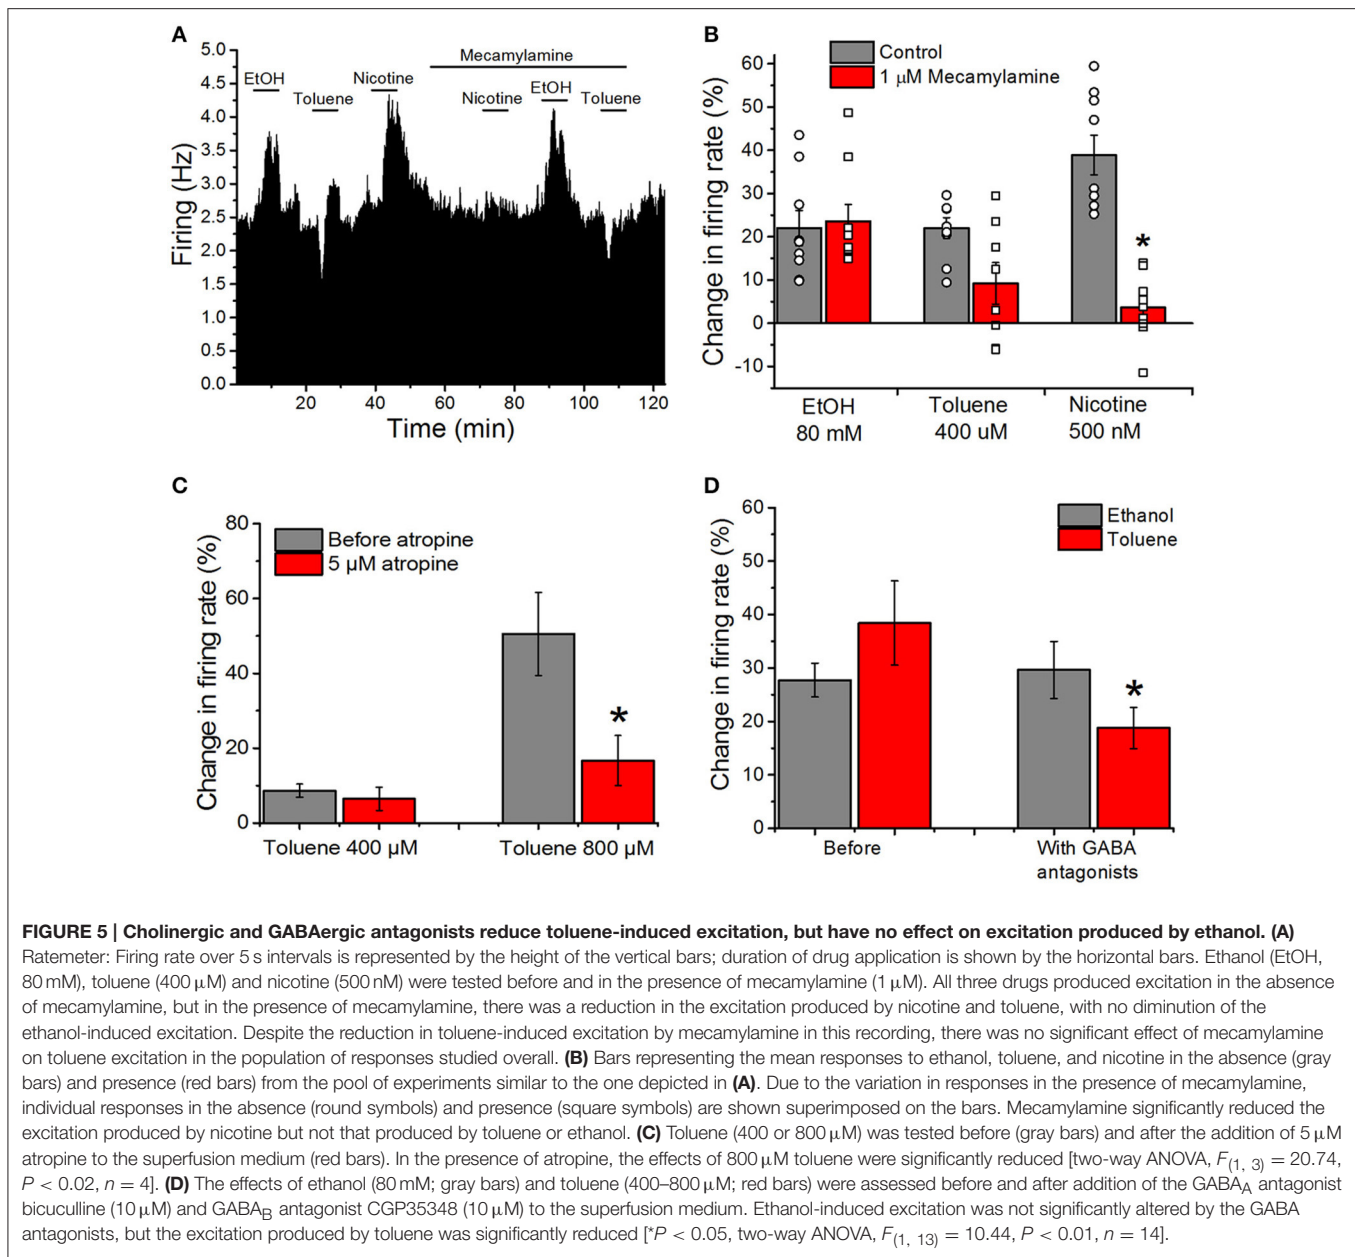 A
5.0
4.5
4.0
3.5
3.0
2.5
2.0
1.5
1.0
0.5
0.0
Firing (Hz)
EtOH
Toluene
Nicotine
Mecamylamine
Nicotine
EtOH
Toluene
20
40
60
80
100
120
Time (min)
B
60
50
40
30
20
10
0
-10
Change in firing rate (%)
Control
1 μM Mecamylamine
*
EtOH
80 mM
Toluene
400 uM
Nicotine
500 nM
C
80
60
40
20
0
Change in firing rate (%)
Before atropine
5 µM atropine
*
Toluene 400 µM
Toluene 800 µM
D
60
50
40
30
20
10
0
Change in firing rate (%)
Ethanol
Toluene
*
Before
With GABA
antagonists
FIGURE 5 | Cholinergic and GABAergic antagonists reduce toluene-induced excitation, but have no effect on excitation produced by ethanol. (A)
Ratemeter: Firing rate over 5 s intervals is represented by the height of the vertical bars; duration of drug application is shown by the horizontal bars. Ethanol (EtOH,
80 mM), toluene (400 μM) and nicotine (500 nM) were tested before and in the presence of mecamylamine (1 μM). All three drugs produced excitation in the absence
of mecamylamine, but in the presence of mecamylamine, there was a reduction in the excitation produced by nicotine and toluene, with no diminution of the
ethanol-induced excitation. Despite the reduction in toluene-induced excitation by mecamylamine in this recording, there was no significant effect of mecamylamine
on toluene excitation in the population of responses studied overall. (B) Bars representing the mean responses to ethanol, toluene, and nicotine in the absence (gray
bars) and presence (red bars) from the pool of experiments similar to the one depicted in (A). Due to the variation in responses in the presence of mecamylamine,
individual responses in the absence (round symbols) and presence (square symbols) are shown superimposed on the bars. Mecamylamine significantly reduced the
excitation produced by nicotine but not that produced by toluene or ethanol. (C) Toluene (400 or 800 μM) was tested before (gray bars) and after the addition of 5 μM
atropine to the superfusion medium (red bars). In the presence of atropine, the effects of 800 μM toluene were significantly reduced [two-way ANOVA, F(1, 3) = 20.74,
P < 0.02, n = 4]. (D) The effects of ethanol (80 mM; gray bars) and toluene (400–800 μM; red bars) were assessed before and after addition of the GABAA antagonist
bicuculline (10 μM) and GABAB antagonist CGP35348 (10 μM) to the superfusion medium. Ethanol-induced excitation was not significantly altered by the GABA
antagonists, but the excitation produced by toluene was significantly reduced [*P < 0.05, two-way ANOVA, F(1, 13) = 10.44, P < 0.01, n = 14].